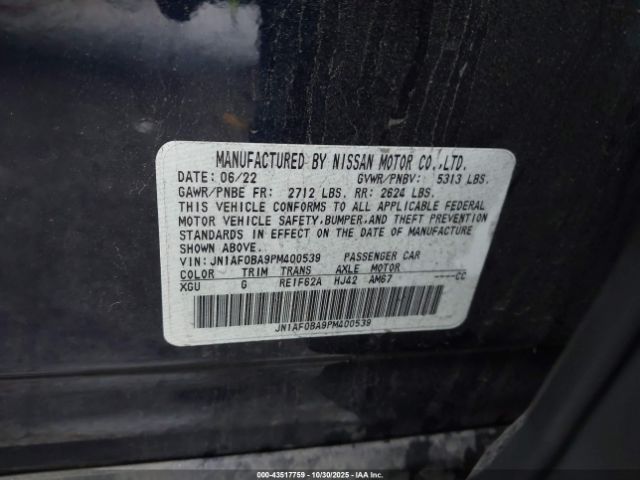 MANUFACTURED BY NISSAN MOTOR CO.,LTD.
DATE: 06/22 GVWR/PNBV: 5313 LBS.
GAWR/PNBE FR: 2712 LBS. RR: 2624 LBS.
THIS VEHICLE CONFORMS TO ALL APPLICABLE FEDERAL
MOTOR VEHICLE SAFETY,BUMPER,AND THEFT PREVENTION
STANDARDS IN EFFECT ON THE DATE OF MANUFACTURE
SHOWN ABOVE.
VIN: JN1AF0BA9PM400539 PASSENGER CAR
COLOR TRIM TRANS AXLE MOTOR
XGU G RE1F62A HJ42 AM67 ----CC
JN1AF0BA9PM400539
© 000-43517759 | 10/30/2025 | IAA Inc.